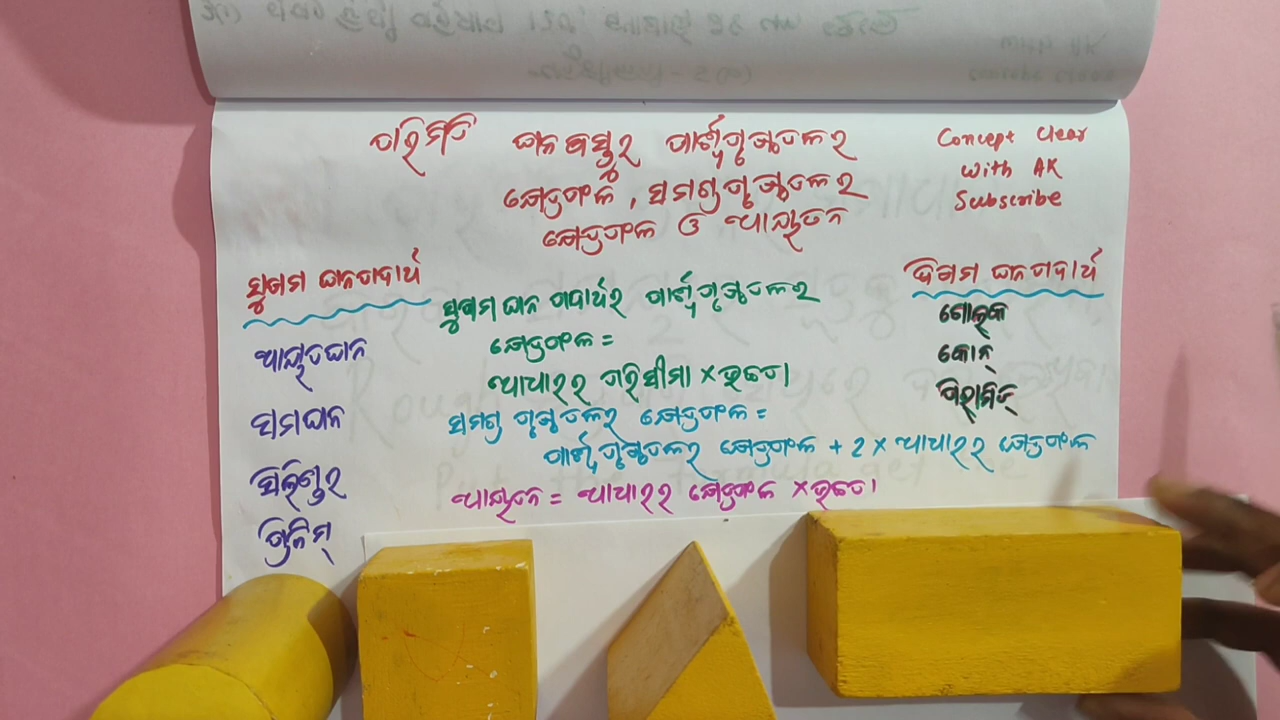 ପରିମିତି ଘନବସ୍ତୁର ପାର୍ଶ୍ୱପୃଷ୍ଠତଳର
କ୍ଷେତ୍ରଫଳ, ସମଗ୍ରପୃଷ୍ଠତଳର
କ୍ଷେତ୍ରଫଳ ଓ ଆୟତନ
Concept Clear
With AK
Subscribe
ସୁଷମ ଘନପଦାର୍ଥ
ଆୟତଘନ
ସମଘନ
ସିଲିଣ୍ଡର
ପ୍ରିଜିମ୍
ସୁଷମ ଘନ ପଦାର୍ଥର ପାର୍ଶ୍ୱପୃଷ୍ଠତଳର
କ୍ଷେତ୍ରଫଳ =
ଆଧାରର ପରିସୀମା × ଉଚ୍ଚତା
ସମଗ୍ର ପୃଷ୍ଠତଳର କ୍ଷେତ୍ରଫଳ =
ପାର୍ଶ୍ୱପୃଷ୍ଠତଳର କ୍ଷେତ୍ରଫଳ + 2 × ଆଧାରର କ୍ଷେତ୍ରଫଳ
ଆୟତନ = ଆଧାରର କ୍ଷେତ୍ରଫଳ × ଉଚ୍ଚତା
ବିଷମ ଘନପଦାର୍ଥ
ଗୋଲକ
କୋନ୍
ପିରାମିଡ୍